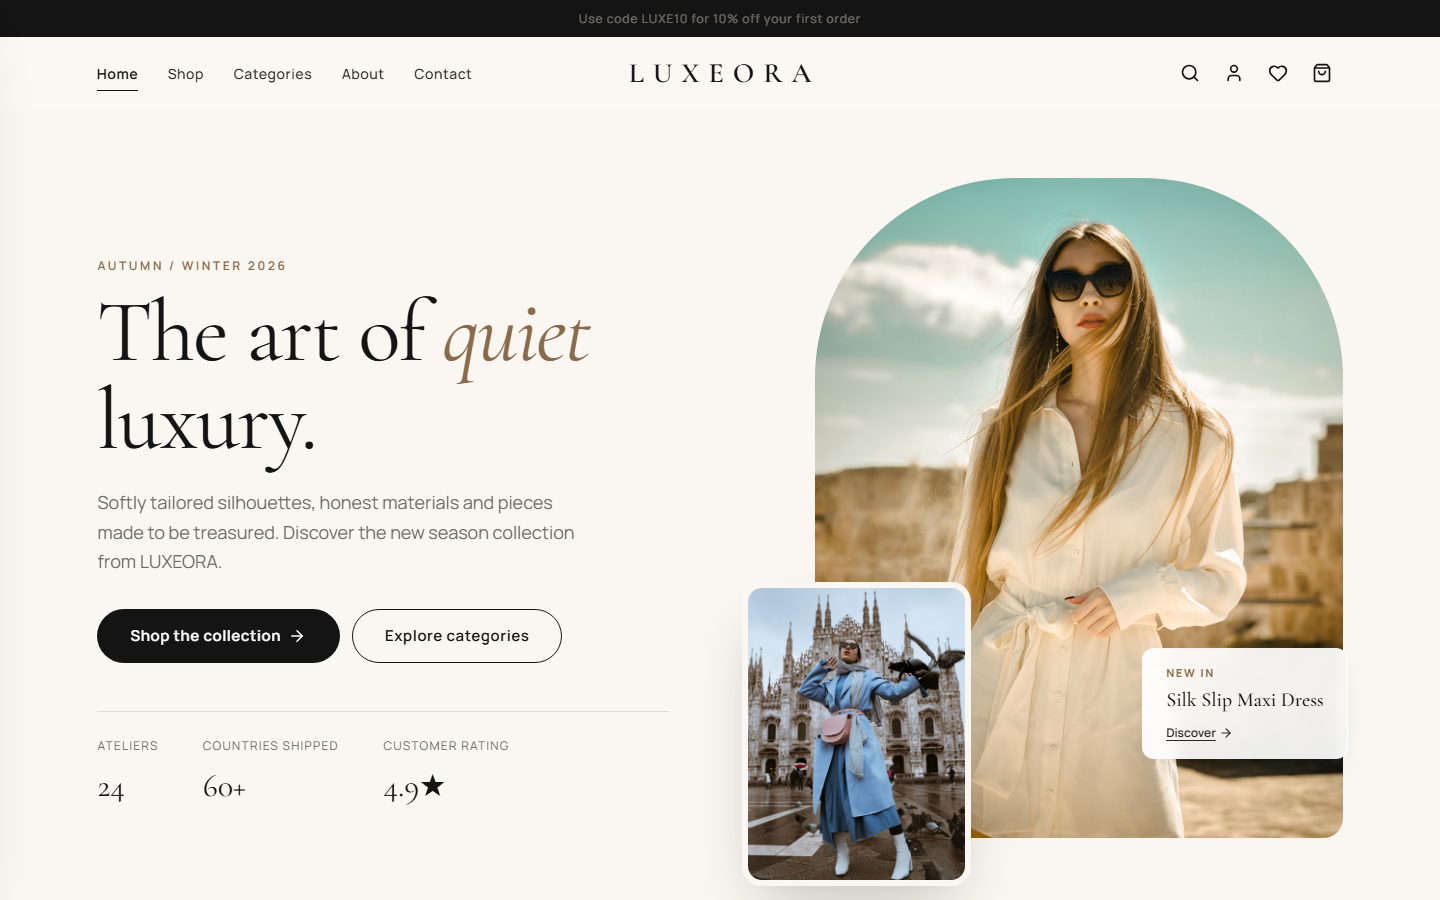 Use code LUXE10 for 10% off your first order
Home
Shop
Categories
About
Contact
LUXEORA
AUTUMN / WINTER 2026
The art of quiet
luxury.
Softly tailored silhouettes, honest materials and pieces
made to be treasured. Discover the new season collection
from LUXEORA.
Shop the collection →
Explore categories
ATELIERS
24
COUNTRIES SHIPPED
60+
CUSTOMER RATING
4.9★
NEW IN
Silk Slip Maxi Dress
Discover →